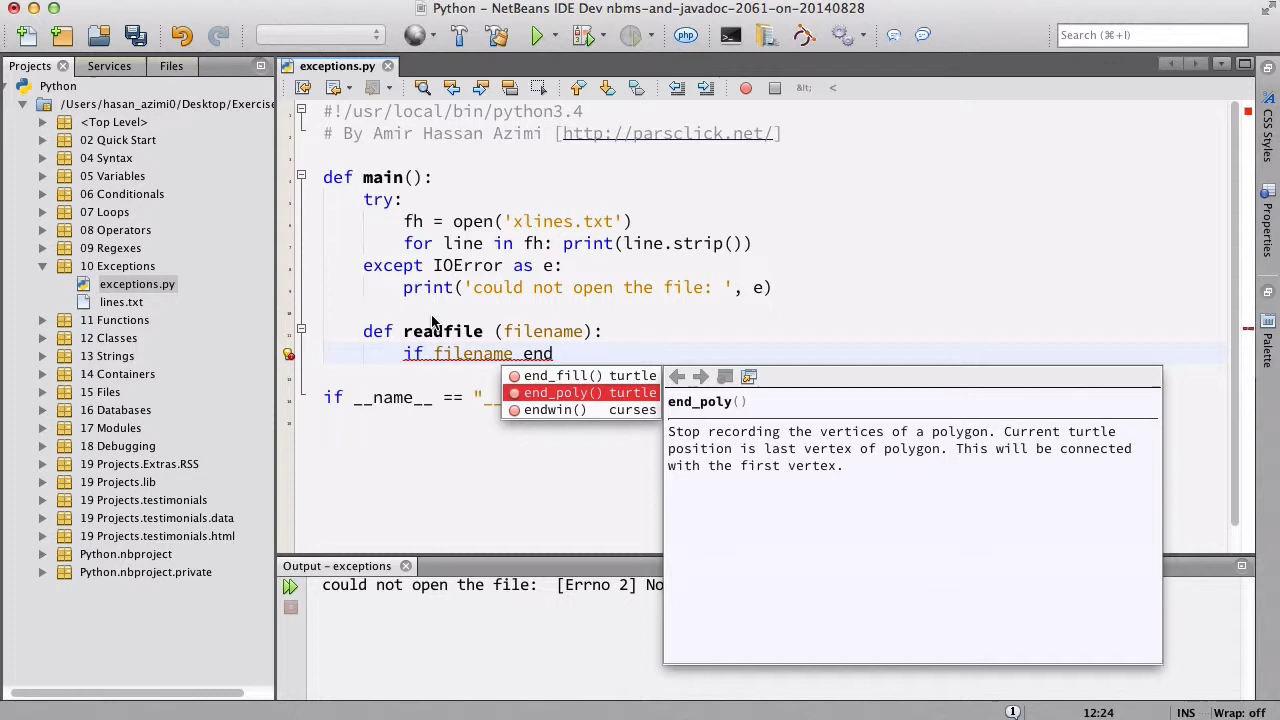 Python - NetBeans IDE Dev nbms-and-javadoc-2061-on-20140828
php
Search (⌘+I)
Projects
Services
Files
exceptions.py
Python
/Users/hasan_azimi0/Desktop/Exercise
<Top Level>
02 Quick Start
04 Syntax
05 Variables
06 Conditionals
07 Loops
08 Operators
09 Regexes
10 Exceptions
exceptions.py
lines.txt
11 Functions
12 Classes
13 Strings
14 Containers
15 Files
16 Databases
17 Modules
18 Debugging
19 Projects.Extras.RSS
19 Projects.lib
19 Projects.testimonials
19 Projects.testimonials.data
19 Projects.testimonials.html
Python.nbproject
Python.nbproject.private
&lt; <
#!/usr/local/bin/python3.4
# By Amir Hassan Azimi [http://parsclick.net/]
def main():
try:
fh = open('xlines.txt')
for line in fh: print(line.strip())
except IOError as e:
print('could not open the file: ', e)
def readfile (filename):
if filename end
if __name__ == "__
end_fill() turtle
end_poly() turtle
endwin() curses
end_poly()
Stop recording the vertices of a polygon. Current turtle
position is last vertex of polygon. This will be connected
with the first vertex.
Output - exceptions
could not open the file:  [Errno 2] No
CSS Styles
Properties
Palette
1
12:24
INS
Wrap: off